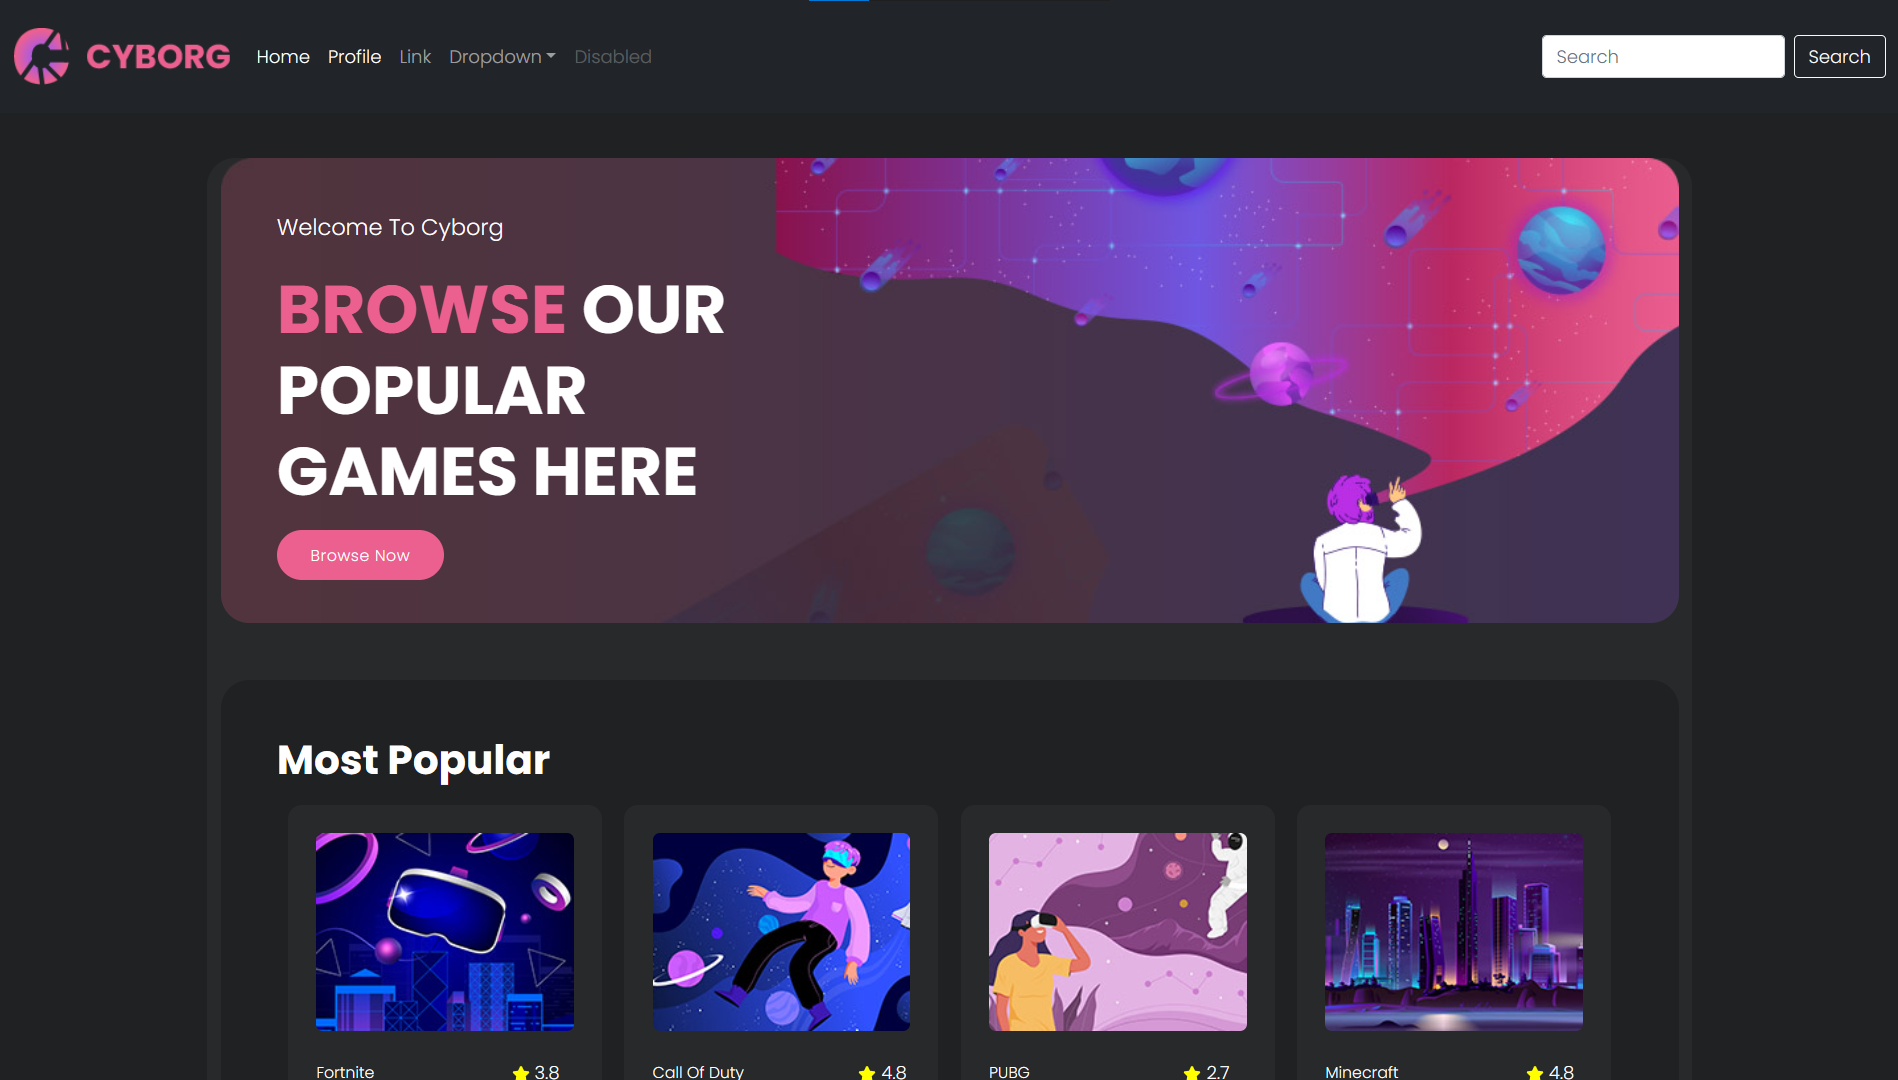 CYBORG Home Profile Link Dropdown Disabled Search Search
Welcome To Cyborg
BROWSE OUR
POPULAR
GAMES HERE
Browse Now
Most Popular
Fortnite 3.8 Call Of Duty 4.8 PUBG 2.7 Minecraft 4.8